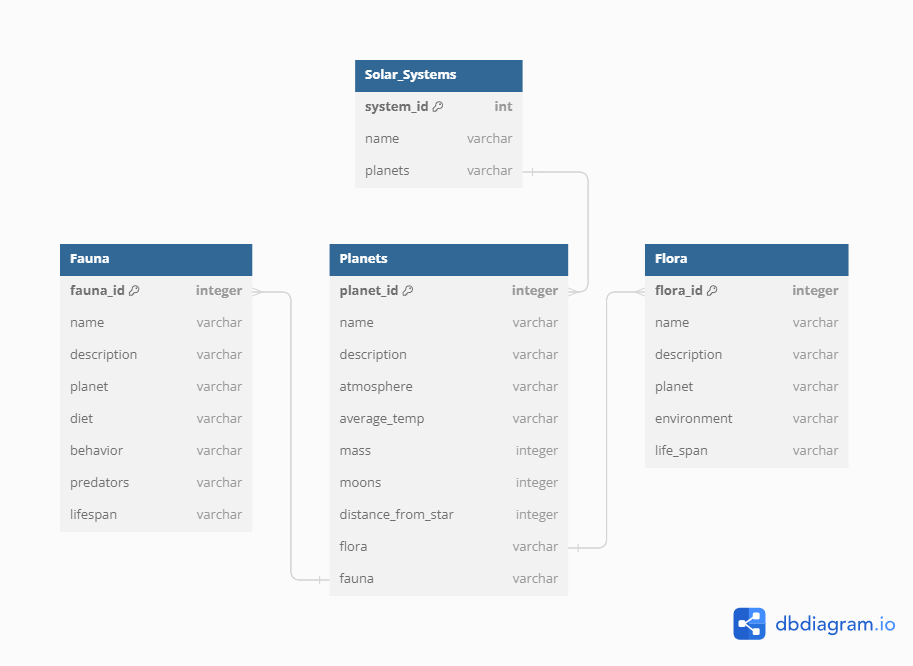 Solar_Systems
system_id int
name varchar
planets varchar
Fauna
fauna_id integer
name varchar
description varchar
planet varchar
diet varchar
behavior varchar
predators varchar
lifespan varchar
Planets
planet_id integer
name varchar
description varchar
atmosphere varchar
average_temp varchar
mass integer
moons integer
distance_from_star integer
flora varchar
fauna varchar
Flora
flora_id integer
name varchar
description varchar
planet varchar
environment varchar
life_span varchar
dbdiagram.io